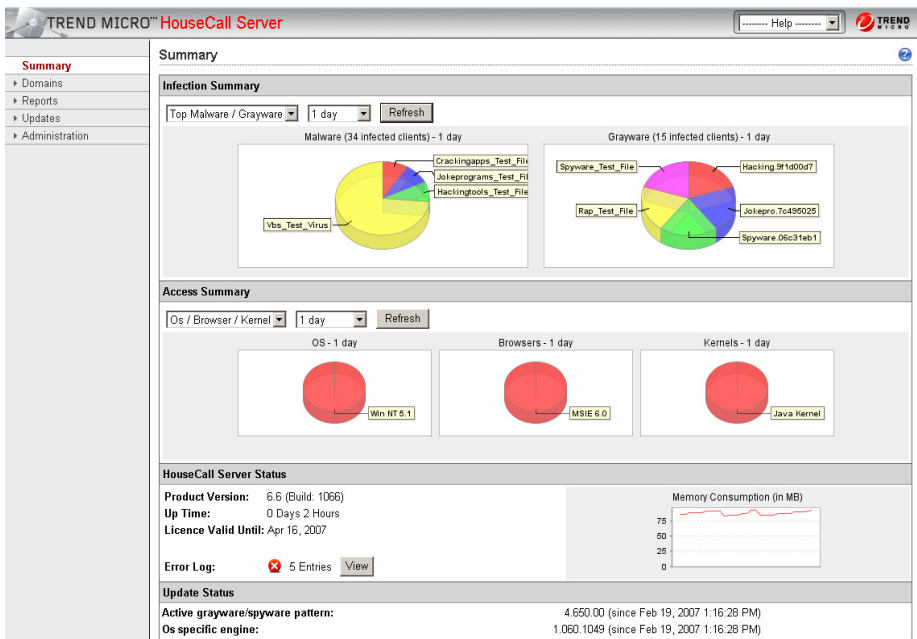 TREND MICRO™ HouseCall Server
-------- Help --------
TREND MICRO
Summary
Domains
Reports
Updates
Administration
Summary
?
Infection Summary
Top Malware / Grayware
1 day
Refresh
Malware (34 infected clients) - 1 day
Crackingapps_Test_File
Jokeprograms_Test_Fil
Hackingtools_Test_File
Vbs_Test_Virus
Grayware (15 infected clients) - 1 day
Spyware_Test_File
Hacking.9f1d00d7
Rap_Test_File
Jokepro.7c495025
Spyware.06c31eb1
Access Summary
Os / Browser / Kernel
1 day
Refresh
OS - 1 day
Win NT 5.1
Browsers - 1 day
MSIE 6.0
Kernels - 1 day
Java Kernel
HouseCall Server Status
Product Version: 6.6 (Build: 1066)
Up Time: 0 Days 2 Hours
Licence Valid Until: Apr 16, 2007
Error Log: 5 Entries View
Memory Consumption (in MB)
75
50
25
0
Update Status
Active grayware/spyware pattern: 4.650.00 (since Feb 19, 2007 1:16:28 PM)
Os specific engine: 1.060.1049 (since Feb 19, 2007 1:16:28 PM)